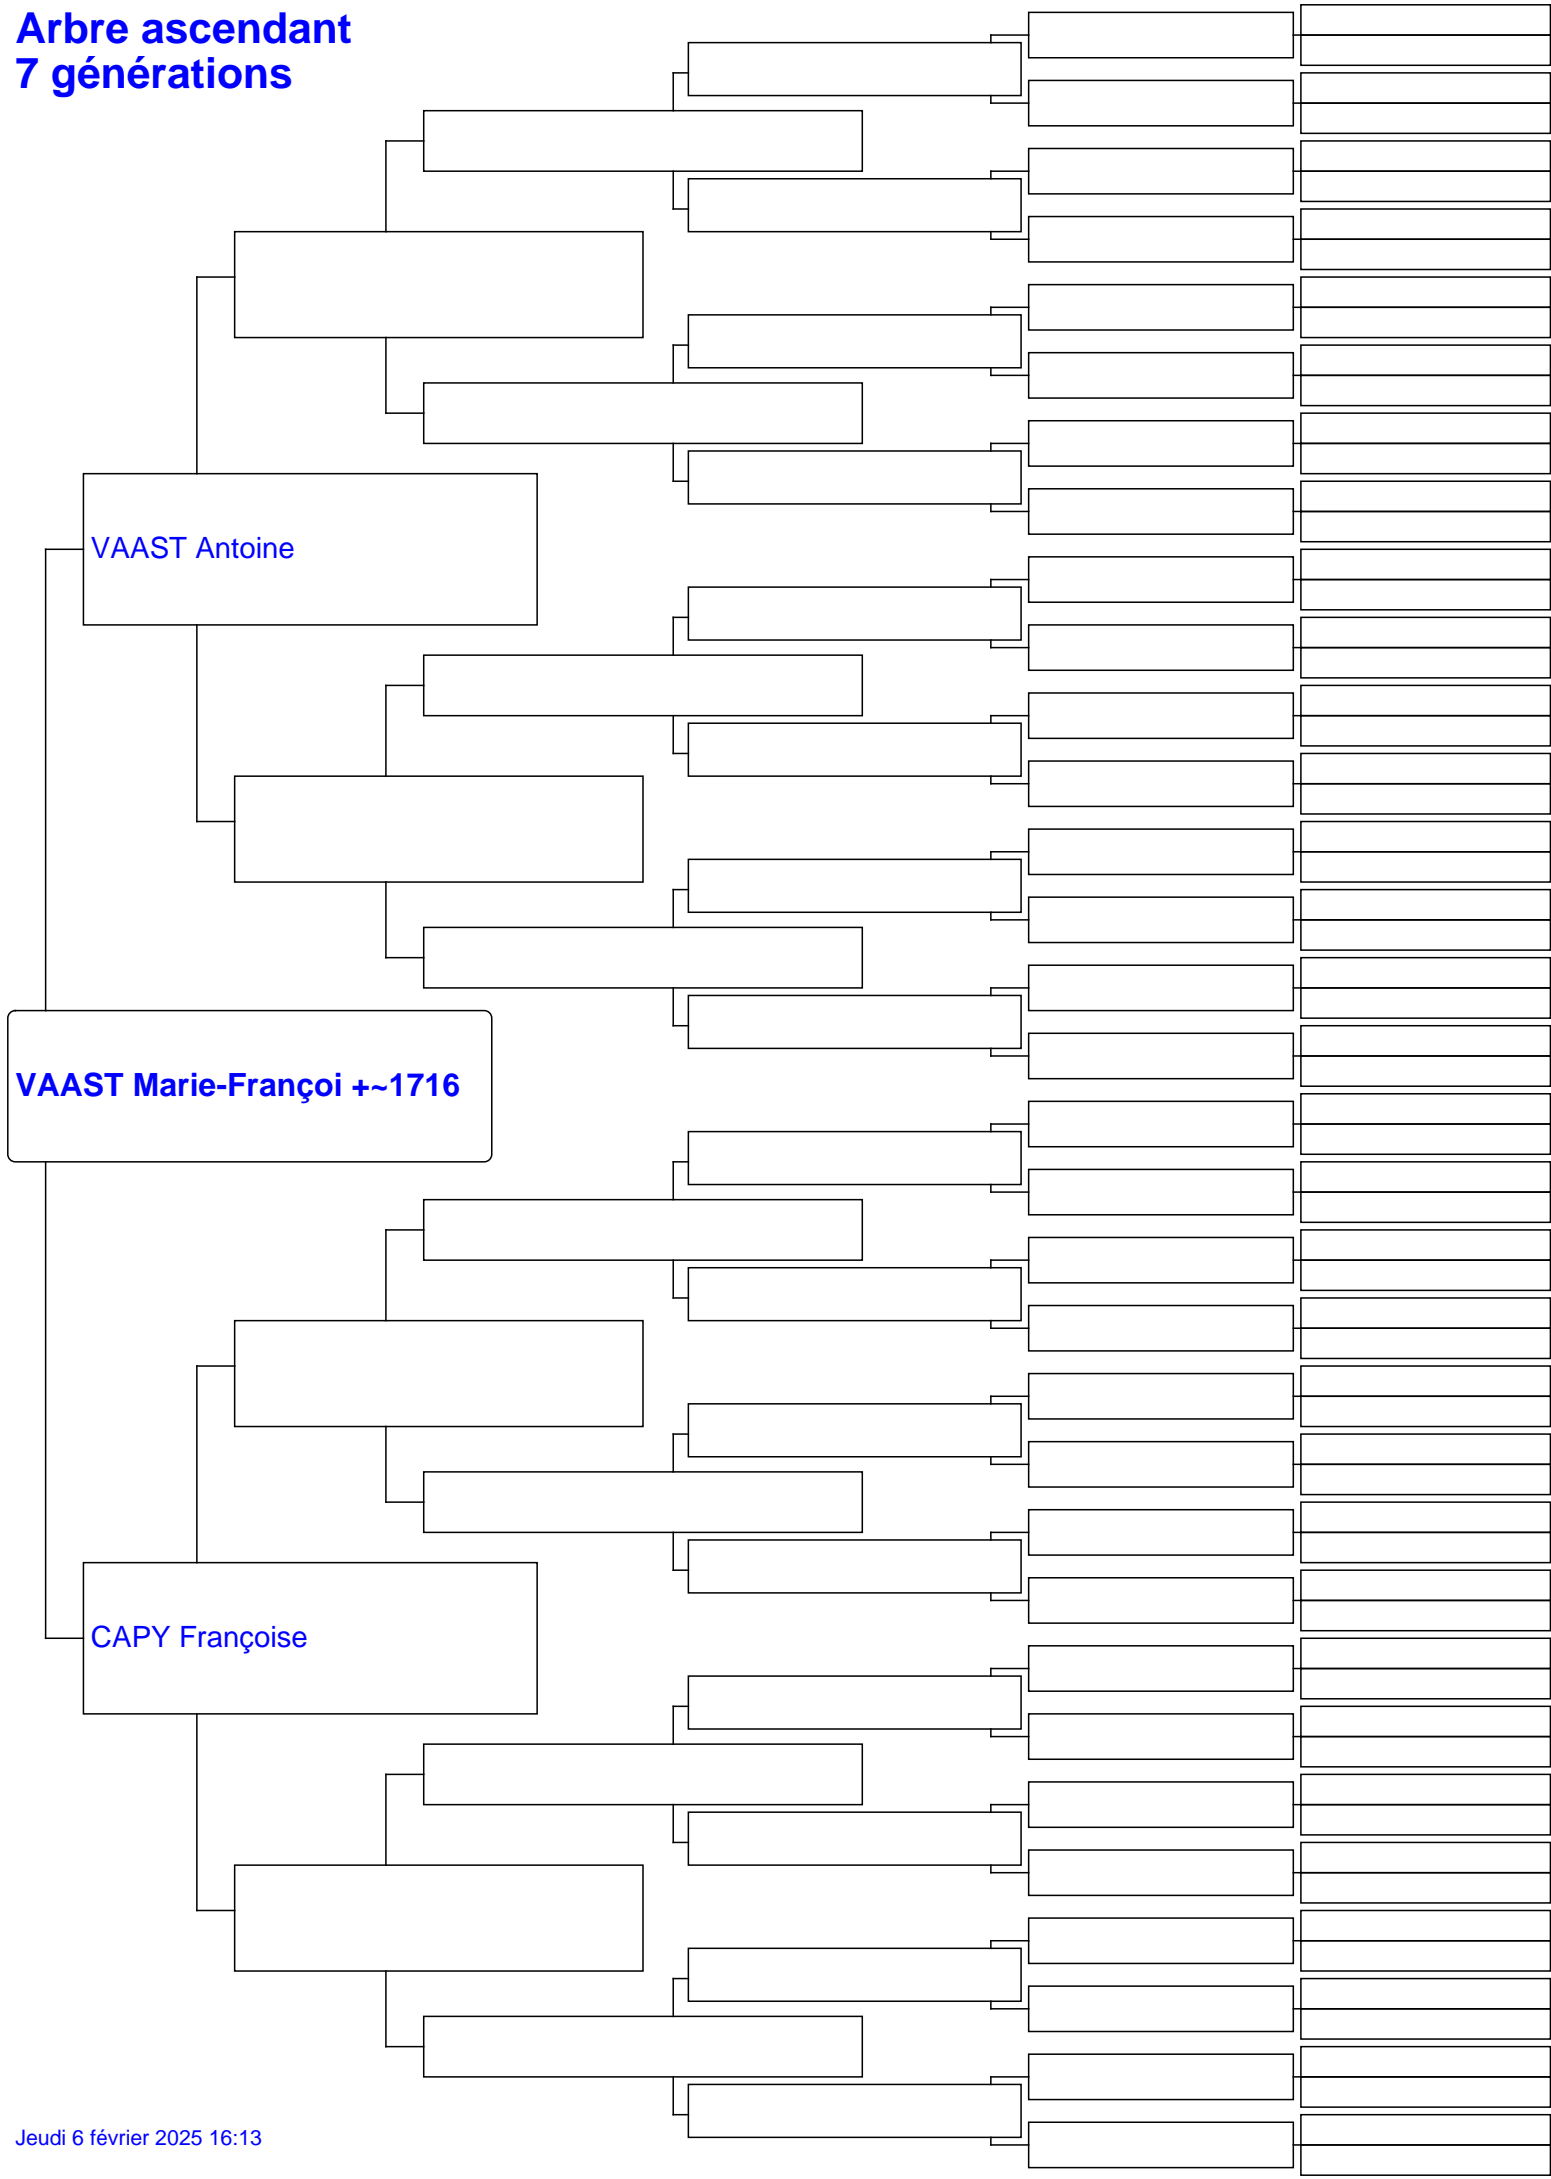 Arbre ascendant
7 générations
VAAST Antoine
VAAST Marie-Françoi +~1716
CAPY Françoise
Jeudi 6 février 2025 16:13